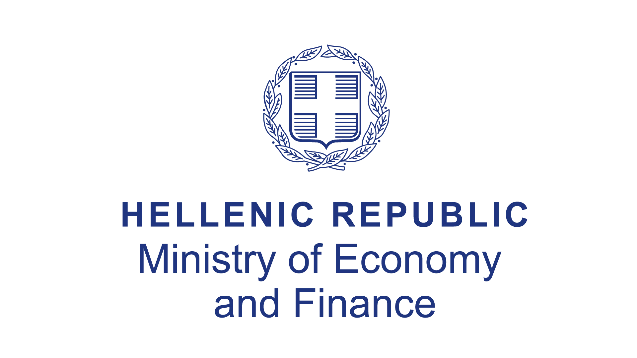 HELLENIC REPUBLIC
Ministry of Economy
and Finance